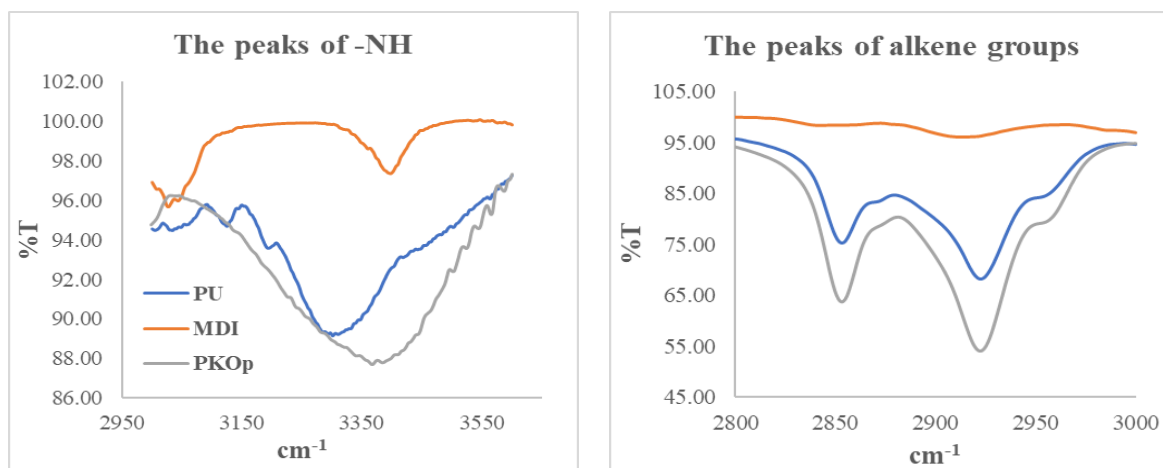 The peaks of -NH
102.00
100.00
98.00
96.00
94.00
92.00
90.00
88.00
86.00
%T
PU
MDI
PKOp
2950 3150 3350 3550
cm-1
The peaks of alkene groups
105.00
95.00
85.00
75.00
65.00
55.00
45.00
%T
2800 2850 2900 2950 3000
cm-1